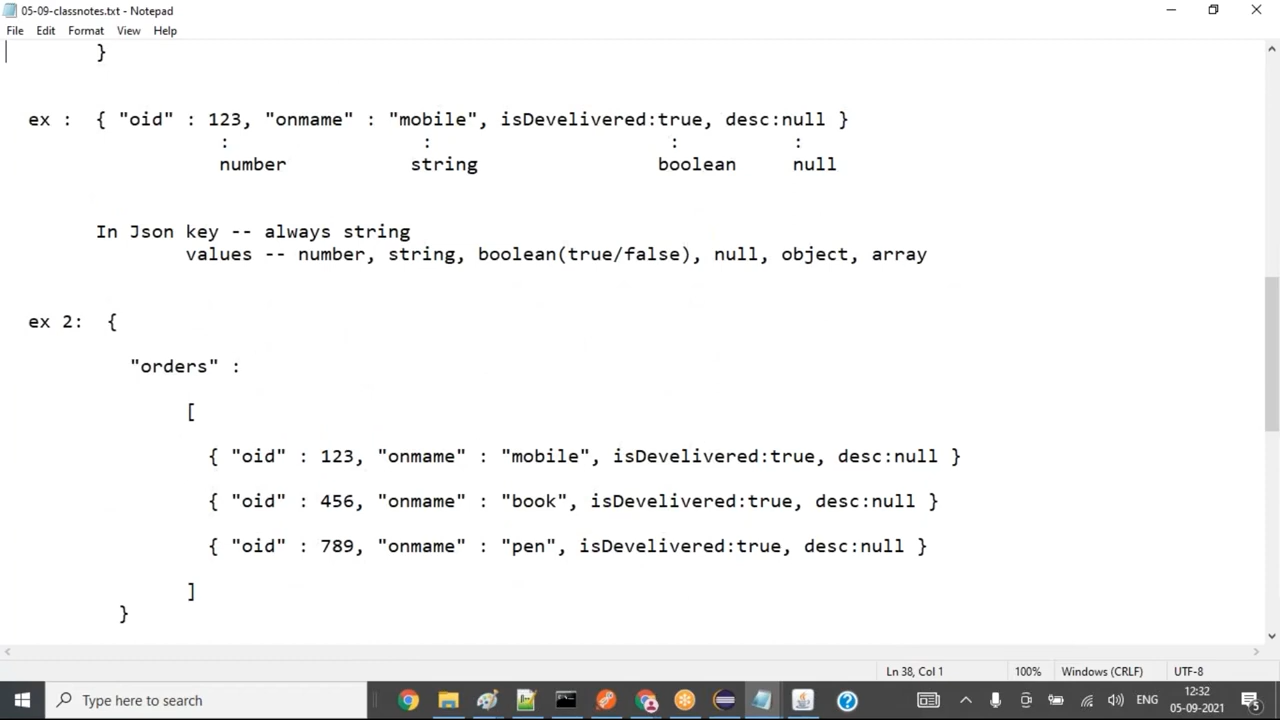 05-09-classnotes.txt - Notepad
File Edit Format View Help
}
ex : { "oid" : 123, "onname" : "mobile", isDevelivered:true, desc:null }
: : : :
number string boolean null
In Json key -- always string
values -- number, string, boolean(true/false), null, object, array
ex 2: {
"orders" :
[
{ "oid" : 123, "onmame" : "mobile", isDevelivered:true, desc:null }
{ "oid" : 456, "onmame" : "book", isDevelivered:true, desc:null }
{ "oid" : 789, "onmame" : "pen", isDevelivered:true, desc:null }
]
}
Ln 38, Col 1 100% Windows (CRLF) UTF-8
Type here to search
ENG
12:32
05-09-2021
5